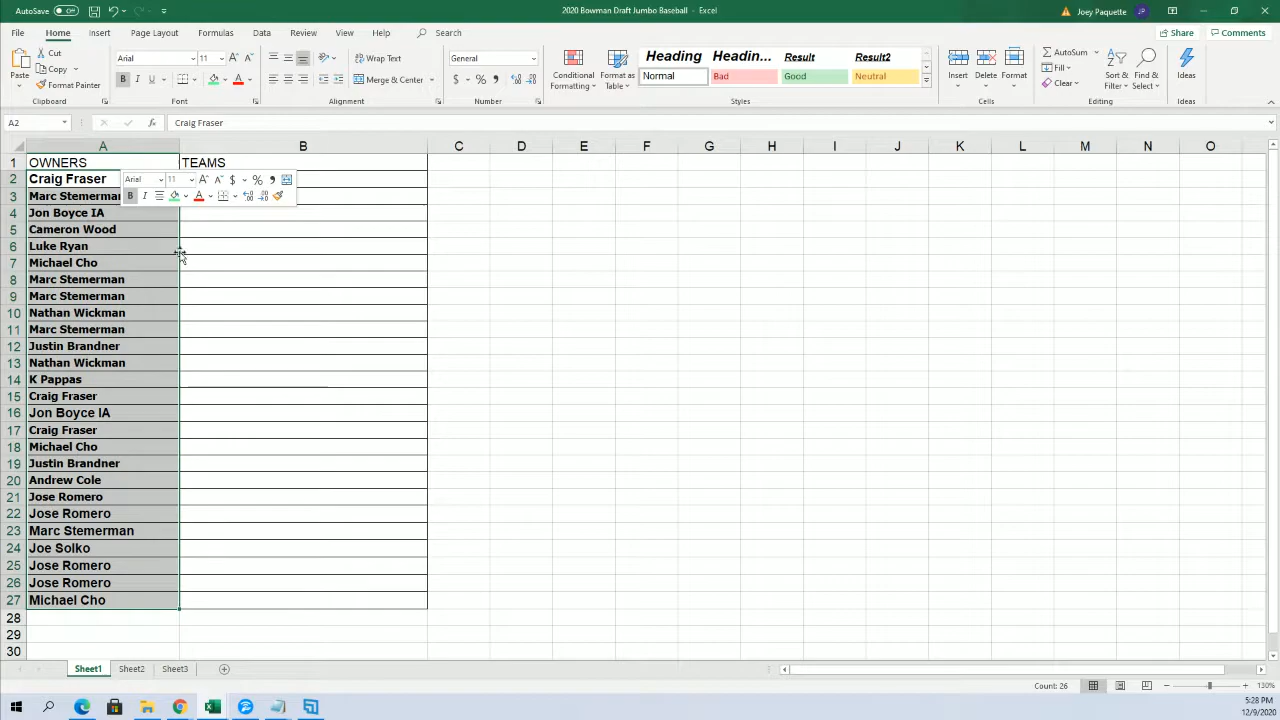 AutoSave Off 2020 Bowman Draft Jumbo Baseball - Excel Joey Paquette JP
File Home Insert Page Layout Formulas Data Review View Help Search Share Comments
Paste Cut Copy Format Painter Clipboard
Arial 11 B I U A Font
Wrap Text Merge & Center Alignment
General $ % , Number
Conditional Formatting Format as Table
Heading Headin... Result Result2
Normal Bad Good Neutral Styles
Insert Delete Format Cells
AutoSum Fill Clear Sort & Filter Find & Select Editing
Ideas Ideas
A2 fx Craig Fraser
A B C D E F G H I J K L M N O
1 OWNERS TEAMS
2 Craig Fraser
Arial 11 $ %
B I A
3 Marc Stemerman
4 Jon Boyce IA
5 Cameron Wood
6 Luke Ryan
7 Michael Cho
8 Marc Stemerman
9 Marc Stemerman
10 Nathan Wickman
11 Marc Stemerman
12 Justin Brandner
13 Nathan Wickman
14 K Pappas
15 Craig Fraser
16 Jon Boyce IA
17 Craig Fraser
18 Michael Cho
19 Justin Brandner
20 Andrew Cole
21 Jose Romero
22 Jose Romero
23 Marc Stemerman
24 Joe Solko
25 Jose Romero
26 Jose Romero
27 Michael Cho
28
29
30
Sheet1 Sheet2 Sheet3
Count: 26 130%
5:28 PM
12/9/2020